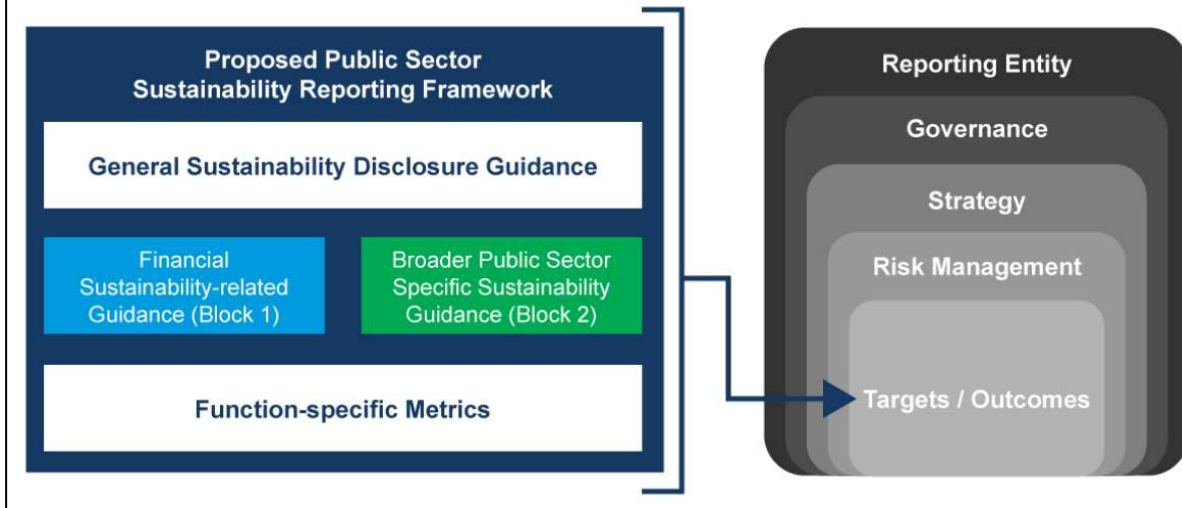 Proposed Public Sector
Sustainability Reporting Framework
General Sustainability Disclosure Guidance
Financial
Sustainability-related
Guidance (Block 1)
Broader Public Sector
Specific Sustainability
Guidance (Block 2)
Function-specific Metrics
Reporting Entity
Governance
Strategy
Risk Management
Targets / Outcomes